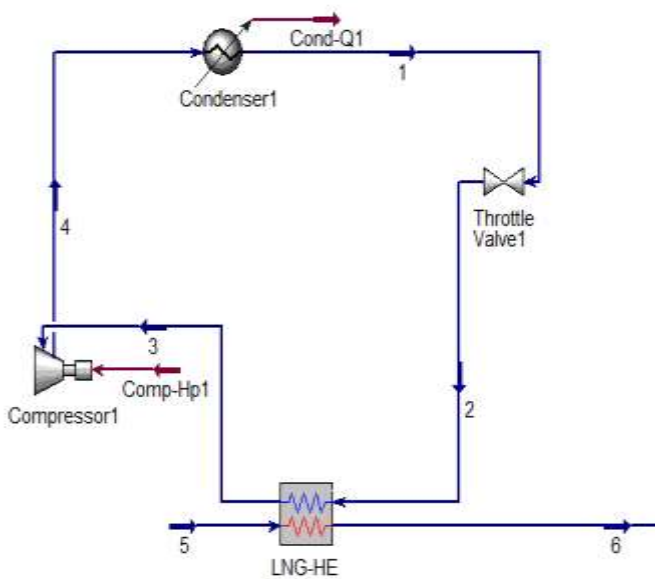 Cond-Q1
1
Condenser1
Throttle
Valve1
4
3
Comp-Hp1
Compressor1
2
5
6
LNG-HE